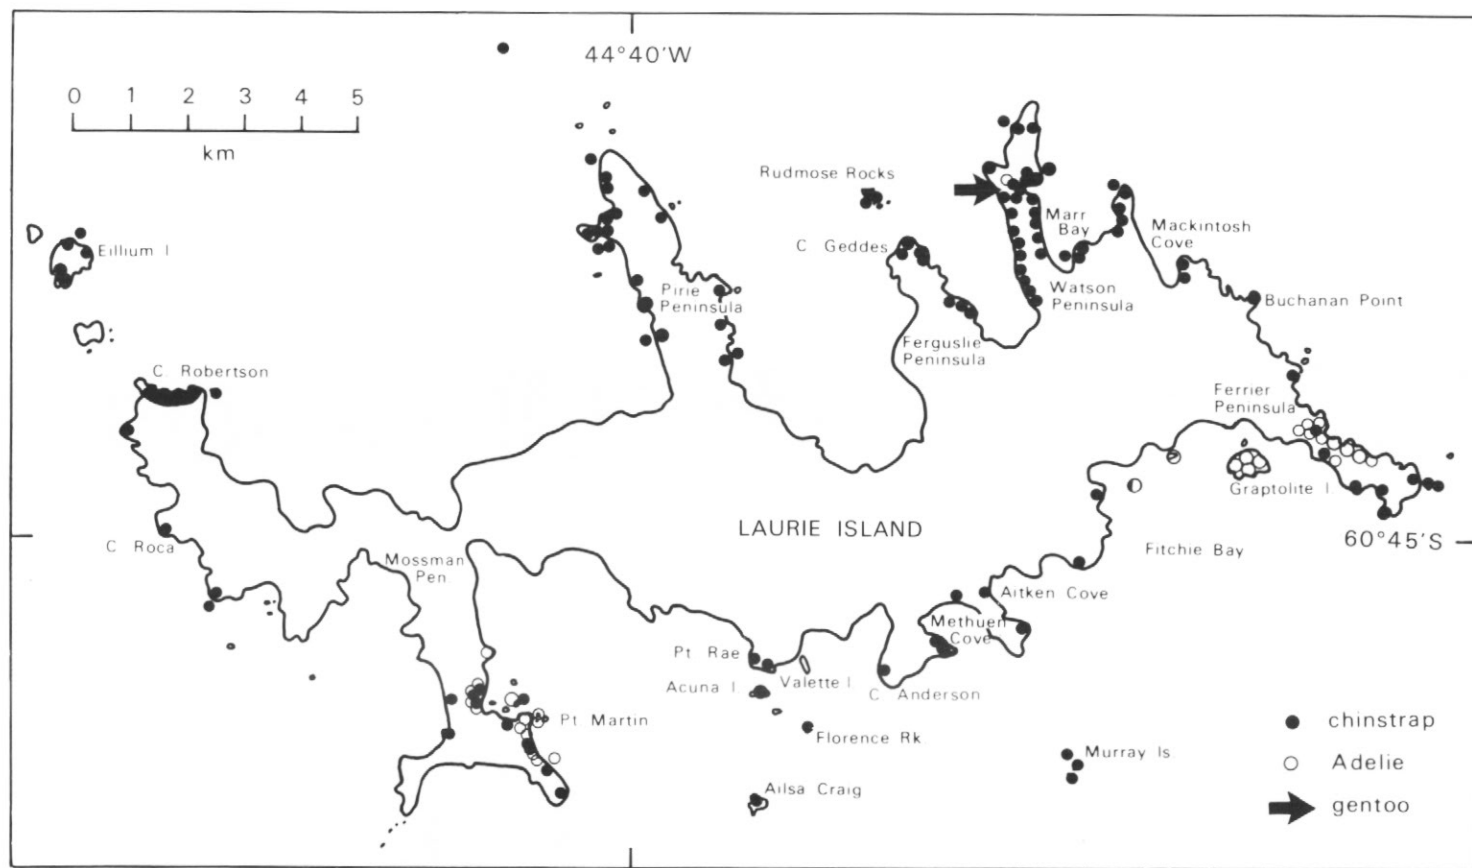 44°40'W
0 1 2 3 4 5
km
Rudmose Rocks
Eillium I
C Geddes
Marr
Bay
Mackintosh
Cove
Pirie
Peninsula
Watson
Peninsula
Buchanan Point
Ferguslie
Peninsula
C. Robertson
Ferrier
Peninsula
Graptolite I.
LAURIE ISLAND
60°45'S
C Roca
Mossman
Pen.
Fitchie Bay
Aitken Cove
Methuen
Cove
Pt Rae
Acuna I.
Valette I
C Anderson
Pt Martin
Florence Rk
Murray Is
Ailsa Craig
chinstrap
Adelie
gentoo